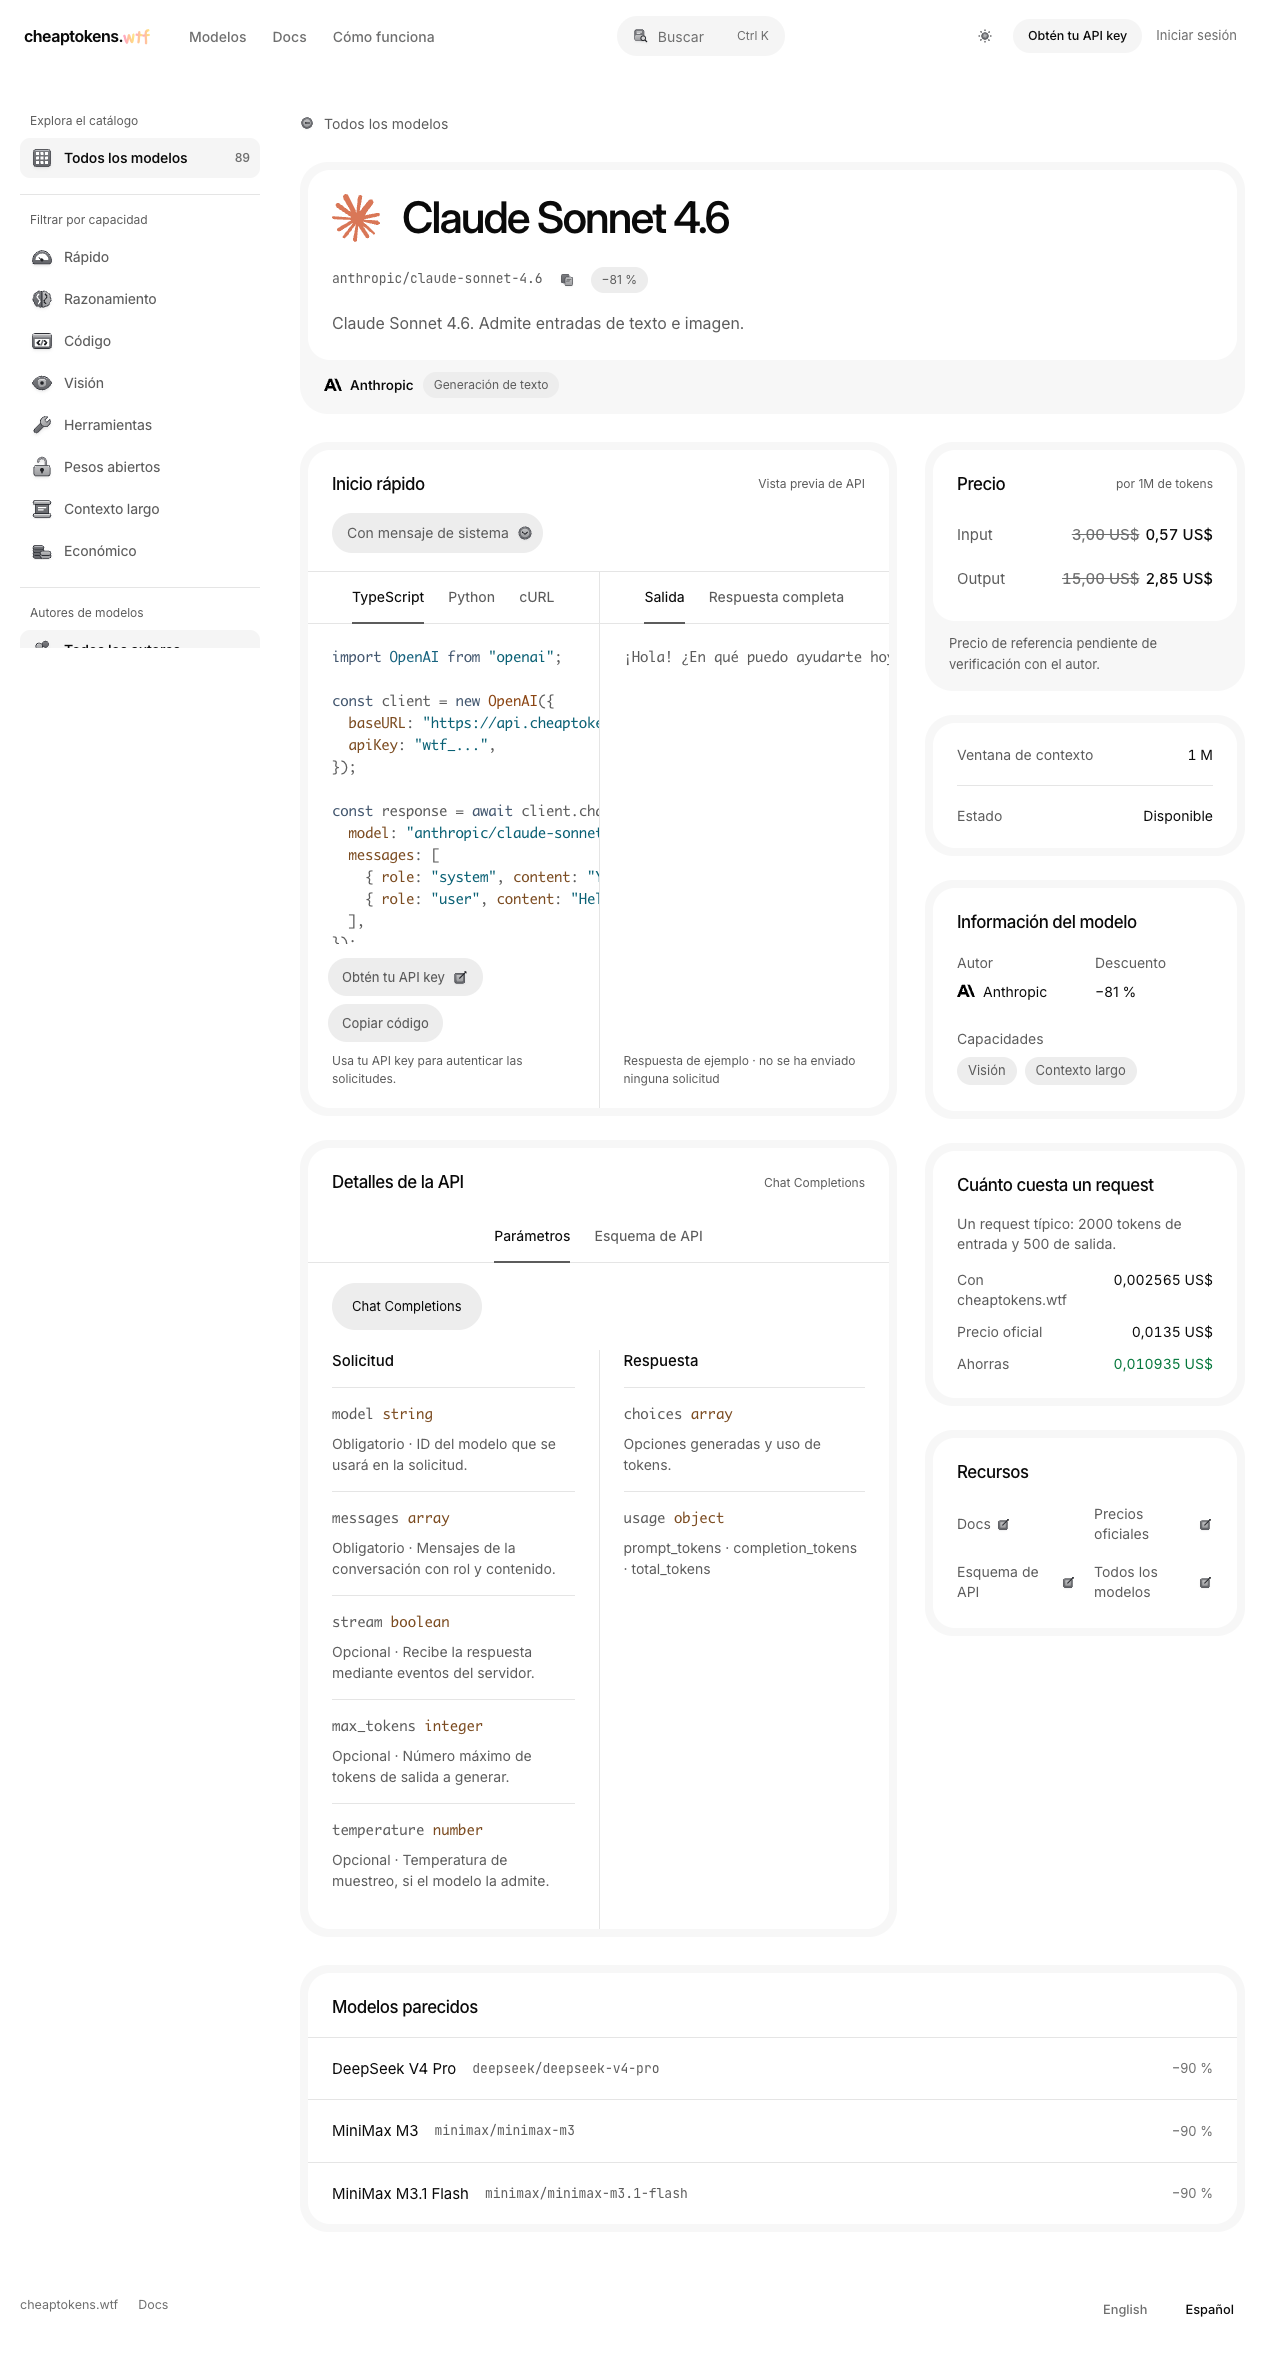 cheaptokens.wtf
Modelos
Docs
Cómo funciona
Buscar
Ctrl K
Obtén tu API key
Iniciar sesión
Explora el catálogo
Todos los modelos
89
Filtrar por capacidad
Rápido
Razonamiento
Código
Visión
Herramientas
Pesos abiertos
Contexto largo
Económico
Autores de modelos
Todos los modelos
Claude Sonnet 4.6
anthropic/claude-sonnet-4.6
−81 %
Claude Sonnet 4.6. Admite entradas de texto e imagen.
Anthropic
Generación de texto
Inicio rápido
Vista previa de API
Con mensaje de sistema
TypeScript
Python
cURL
import OpenAI from "openai";
const client = new OpenAI({
baseURL: "https://api.cheaptoke
apiKey: "wtf_...",
});
const response = await client.cha
model: "anthropic/claude-sonnet
messages: [
{ role: "system", content: "Y
{ role: "user", content: "Hel
],
});
Obtén tu API key
Copiar código
Usa tu API key para autenticar las
solicitudes.
Salida
Respuesta completa
¡Hola! ¿En qué puedo ayudarte hoy
Respuesta de ejemplo · no se ha enviado
ninguna solicitud
Detalles de la API
Chat Completions
Parámetros
Esquema de API
Chat Completions
Solicitud
model string
Obligatorio · ID del modelo que se
usará en la solicitud.
messages array
Obligatorio · Mensajes de la
conversación con rol y contenido.
stream boolean
Opcional · Recibe la respuesta
mediante eventos del servidor.
max_tokens integer
Opcional · Número máximo de
tokens de salida a generar.
temperature number
Opcional · Temperatura de
muestreo, si el modelo la admite.
Respuesta
choices array
Opciones generadas y uso de
tokens.
usage object
prompt_tokens · completion_tokens
· total_tokens
Precio
por 1M de tokens
Input
3,00 US$ 0,57 US$
Output
15,00 US$ 2,85 US$
Precio de referencia pendiente de
verificación con el autor.
Ventana de contexto
1 M
Estado
Disponible
Información del modelo
Autor
Anthropic
Descuento
−81 %
Capacidades
Visión
Contexto largo
Cuánto cuesta un request
Un request típico: 2000 tokens de
entrada y 500 de salida.
Con
cheaptokens.wtf
0,002565 US$
Precio oficial
0,0135 US$
Ahorras
0,010935 US$
Recursos
Docs
Precios
oficiales
Esquema de
API
Todos los
modelos
Modelos parecidos
DeepSeek V4 Pro
deepseek/deepseek-v4-pro
−90 %
MiniMax M3
minimax/minimax-m3
−90 %
MiniMax M3.1 Flash
minimax/minimax-m3.1-flash
−90 %
cheaptokens.wtf
Docs
English
Español